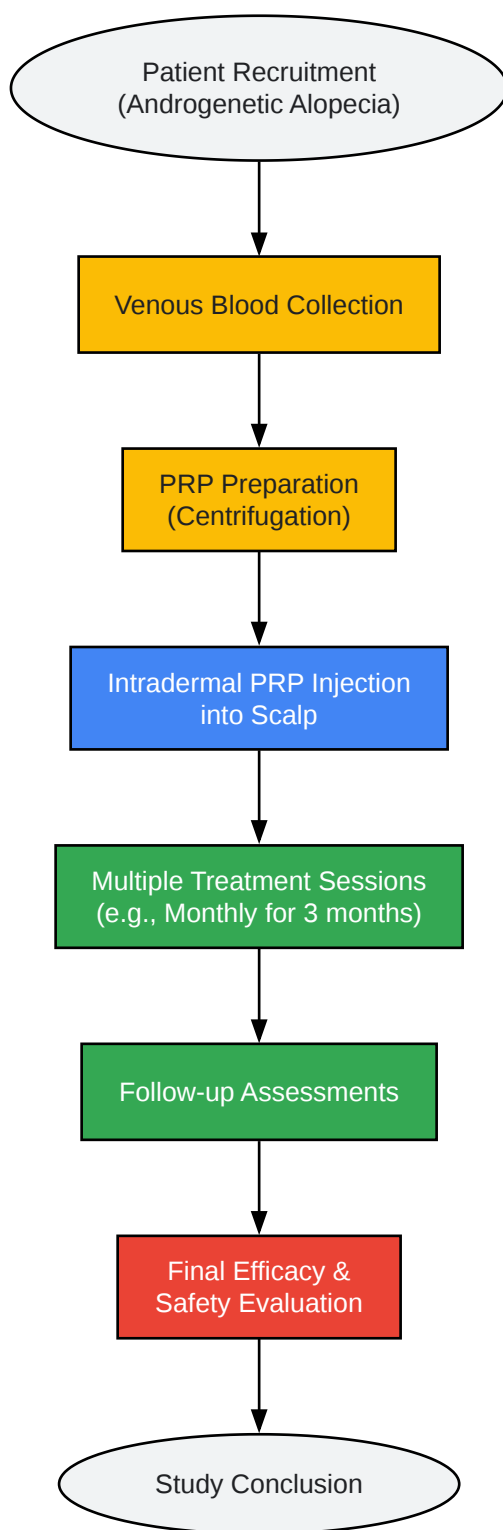 Patient Recruitment
(Androgenetic Alopecia)
Venous Blood Collection
PRP Preparation
(Centrifugation)
Intradermal PRP Injection
into Scalp
Multiple Treatment Sessions
(e.g., Monthly for 3 months)
Follow-up Assessments
Final Efficacy &
Safety Evaluation
Study Conclusion